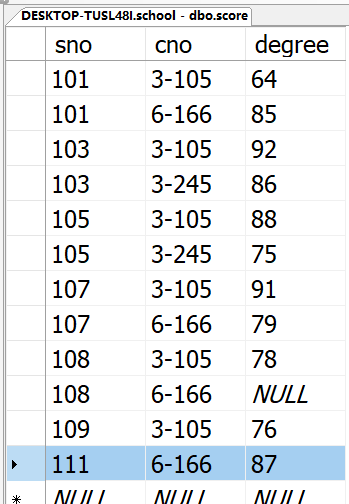 DESKTOP-TUSL48I.school - dbo.score
sno cno degree
101 3-105 64
101 6-166 85
103 3-105 92
103 3-245 86
105 3-105 88
105 3-245 75
107 3-105 91
107 6-166 79
108 3-105 78
108 6-166 NULL
109 3-105 76
111 6-166 87
NULL NULL NULL